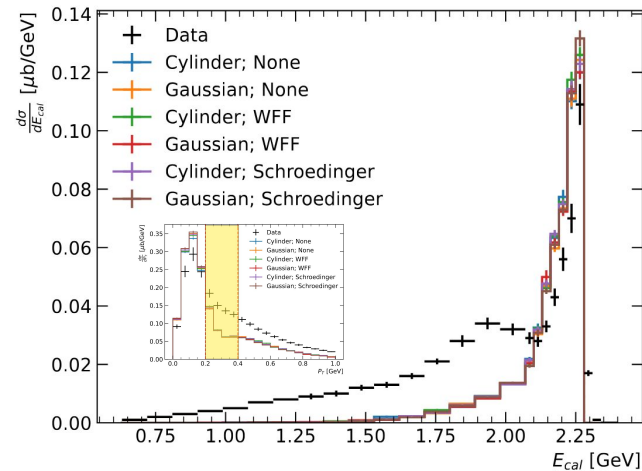 0.14
0.12
0.10
0.08
0.06
0.04
0.02
0.00
dσ/dE_cal [μb/GeV]
Data
Cylinder; None
Gaussian; None
Cylinder; WFF
Gaussian; WFF
Cylinder; Schroedinger
Gaussian; Schroedinger
0.35
0.30
0.25
0.20
0.15
0.10
0.05
0.00
[μb/GeV]
Data
Cylinder; None
Gaussian; None
Cylinder; WFF
Gaussian; WFF
Cylinder; Schroedinger
Gaussian; Schroedinger
0.0 0.2 0.4 0.6 0.8 1.0
P_T [GeV]
0.75 1.00 1.25 1.50 1.75 2.00 2.25
E_cal [GeV]